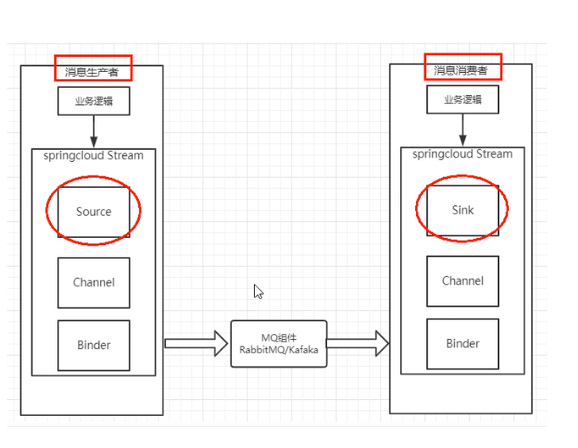 消息生产者
业务逻辑
springcloud Stream
Source
Channel
Binder
MQ组件
RabbitMQ/Kafaka
消息消费者
业务逻辑
springcloud Stream
Sink
Channel
Binder